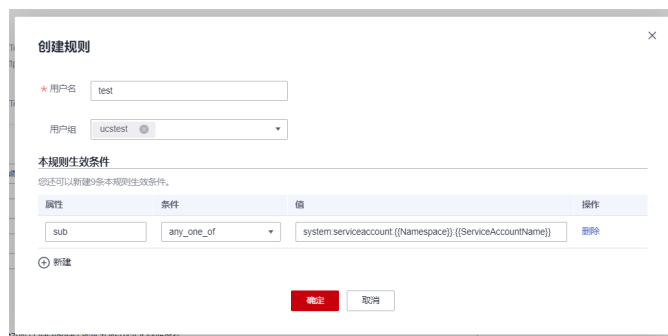 创建规则
* 用户名 test
用户组 ucstest
本规则生效条件
您还可以新建9条本规则生效条件。
属性 条件 值 操作
sub any_one_of system:serviceaccount:{{Namespace}}:{{ServiceAccountName}} 删除
新建
确定 取消